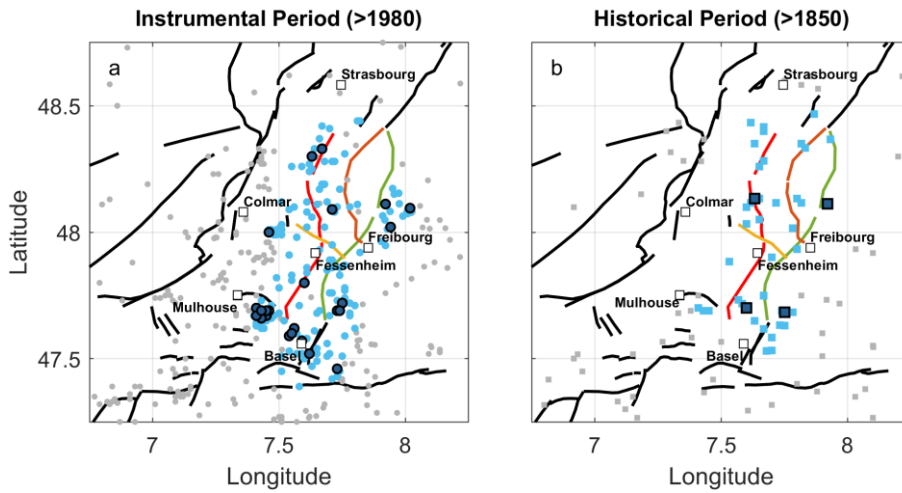 Instrumental Period (>1980)
Historical Period (>1850)
a
b
Strasbourg
Strasbourg
48.5
Colmar
Colmar
48
Freibourg
Freibourg
Fessenheim
Fessenheim
Mulhouse
Mulhouse
47.5
Basel
Basel
7
7.5
8
7
7.5
8
Latitude
Longitude
Longitude